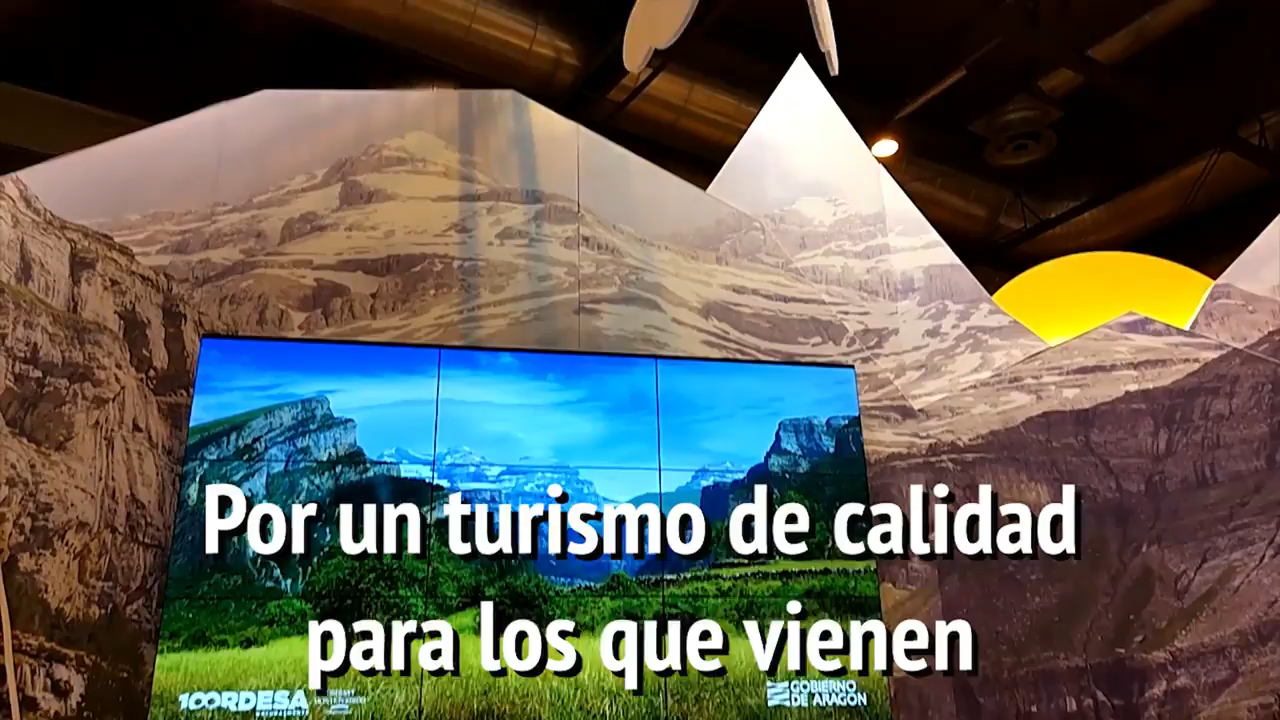 Por un turismo de calidad
para los que vienen
100RDESA
GOBIERNO
DE ARAGON